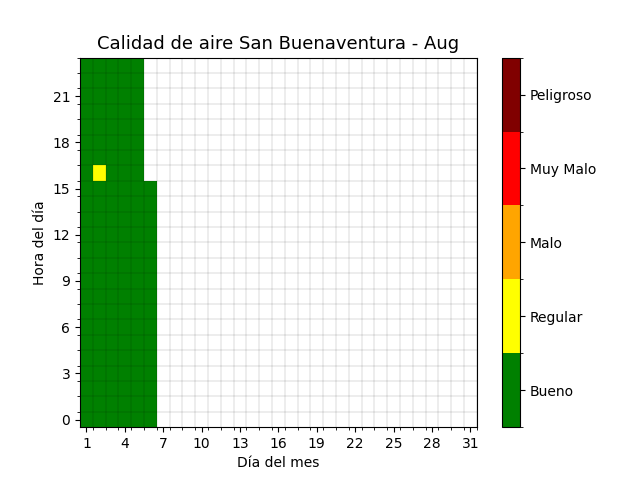 Calidad de aire San Buenaventura - Aug
Hora del día
21
18
15
12
9
6
3
0
1 4 7 10 13 16 19 22 25 28 31
Día del mes
Peligroso
Muy Malo
Malo
Regular
Bueno